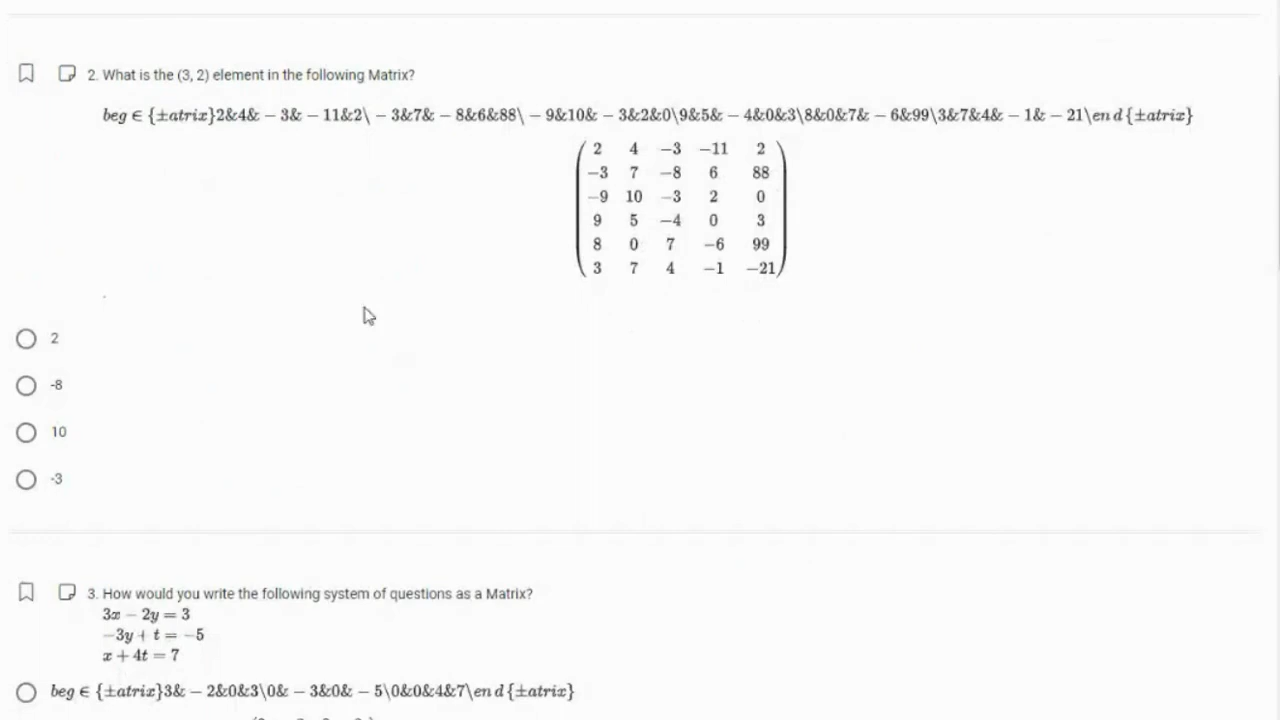 2. What is the (3, 2) element in the following Matrix?
beg ∈ {±atrix}2&4& − 3& − 11&2\ − 3&7& − 8&6&88\ − 9&10& − 3&2&0\9&5& − 4&0&3\8&0&7& − 6&99\3&7&4& − 1& − 21\en d{±atrix}
2 4 −3 −11 2
−3 7 −8 6 88
−9 10 −3 2 0
9 5 −4 0 3
8 0 7 −6 99
3 7 4 −1 −21
2
-8
10
-3
3. How would you write the following system of questions as a Matrix?
3x − 2y = 3
−3y + t = −5
x + 4t = 7
beg ∈ {±atrix}3& − 2&0&3\0& − 3&0& − 5\0&0&4&7\en d{±atrix}